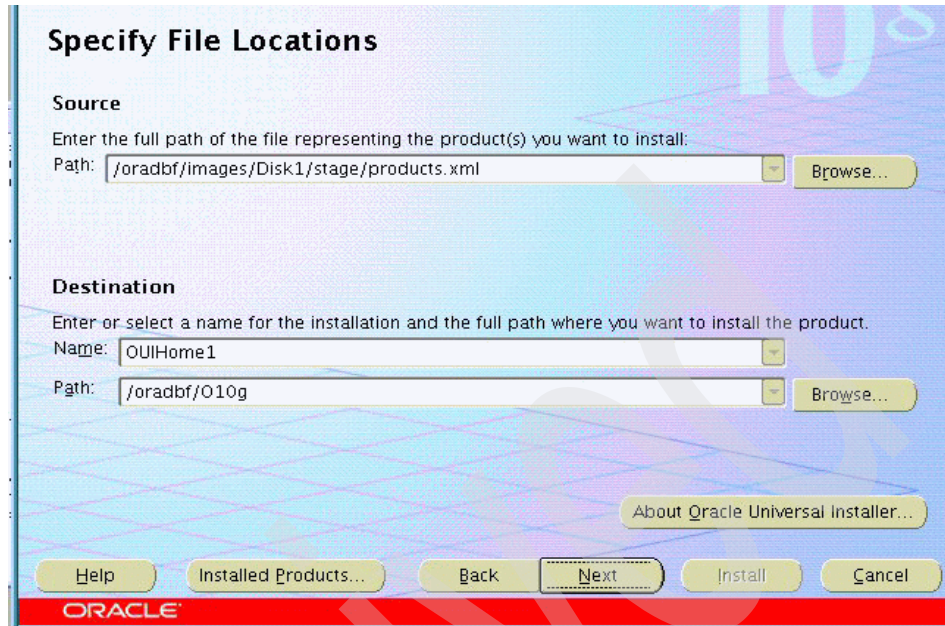 10g
Specify File Locations
Source
Enter the full path of the file representing the product(s) you want to install:
Path: /oradbf/images/Disk1/stage/products.xml Browse...
Destination
Enter or select a name for the installation and the full path where you want to install the product.
Name: OUIHome1
Path: /oradbf/O10g Browse...
About Oracle Universal Installer...
Help Installed Products... Back Next Install Cancel
ORACLE